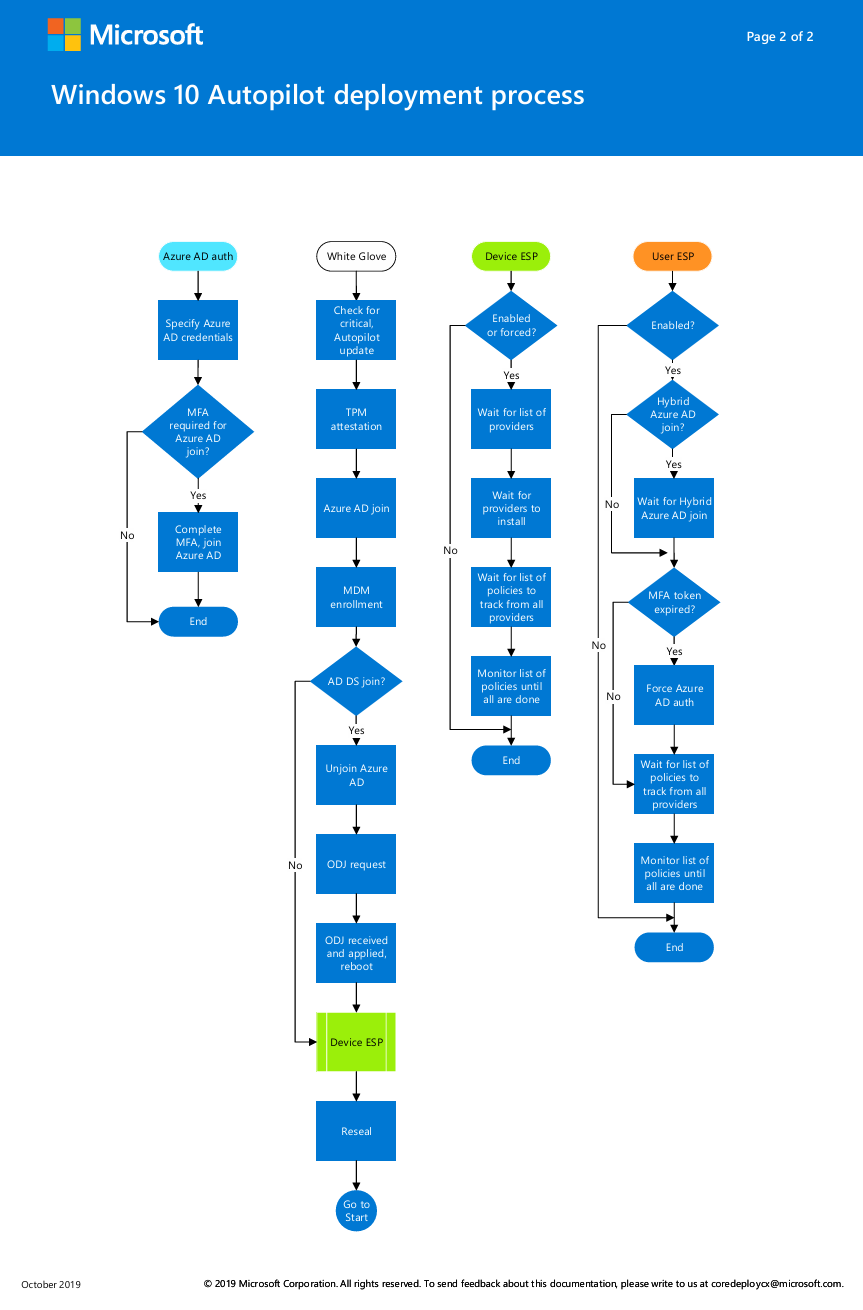 Microsoft
Page 2 of 2
Windows 10 Autopilot deployment process
Azure AD auth
Specify Azure
AD credentials
MFA
required for
Azure AD
join?
Yes
No
Complete
MFA, join
Azure AD
End
White Glove
Check for
critical,
Autopilot
update
TPM
attestation
Azure AD join
MDM
enrollment
AD DS join?
Yes
Unjoin Azure
AD
No
ODJ request
ODJ received
and applied,
reboot
Device ESP
Reseal
Go to
Start
Device ESP
Enabled
or forced?
Yes
Wait for list of
providers
Wait for
providers to
install
No
Wait for list of
policies to
track from all
providers
Monitor list of
policies until
all are done
End
User ESP
Enabled?
Yes
Hybrid
Azure AD
join?
Yes
No
Wait for Hybrid
Azure AD join
MFA token
expired?
No
Yes
No
Force Azure
AD auth
Wait for list of
policies to
track from all
providers
Monitor list of
policies until
all are done
End
October 2019
© 2019 Microsoft Corporation. All rights reserved. To send feedback about this documentation, please write to us at coredeploycx@microsoft.com.